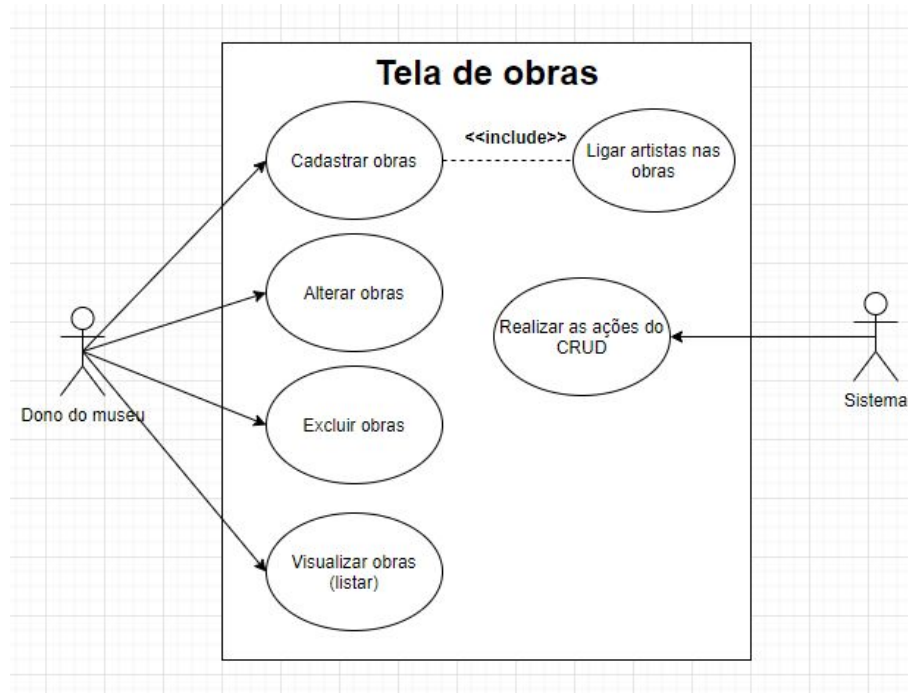 Tela de obras
Cadastrar obras
<<include>>
Ligar artistas nas
obras
Alterar obras
Realizar as ações do
CRUD
Dono do museu
Sistema
Excluir obras
Visualizar obras
(listar)